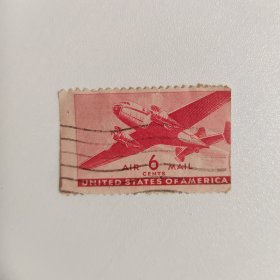 AIR 6 MAIL
CENTS
UNITED STATES OF AMERICA